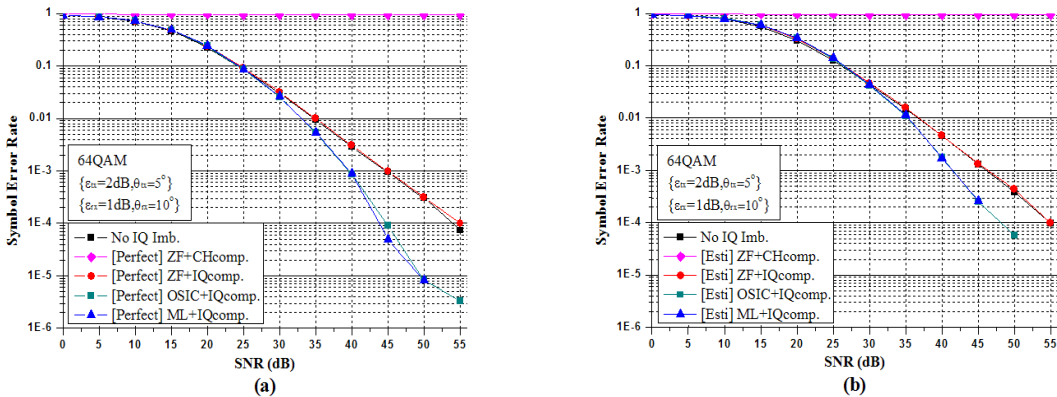 Symbol Error Rate
1
0.1
0.01
1E-3
1E-4
1E-5
1E-6
64QAM
{εtx=2dB,θtx=5°}
{εrx=1dB,θrx=10°}
No IQ Imb.
[Perfect] ZF+CHcomp.
[Perfect] ZF+IQcomp.
[Perfect] OSIC+IQcomp.
[Perfect] ML+IQcomp.
0 5 10 15 20 25 30 35 40 45 50 55
SNR (dB)
(a)
Symbol Error Rate
1
0.1
0.01
1E-3
1E-4
1E-5
1E-6
64QAM
{εtx=2dB,θtx=5°}
{εrx=1dB,θrx=10°}
No IQ Imb.
[Esti] ZF+CHcomp.
[Esti] ZF+IQcomp.
[Esti] OSIC+IQcomp.
[Esti] ML+IQcomp.
0 5 10 15 20 25 30 35 40 45 50 55
SNR (dB)
(b)